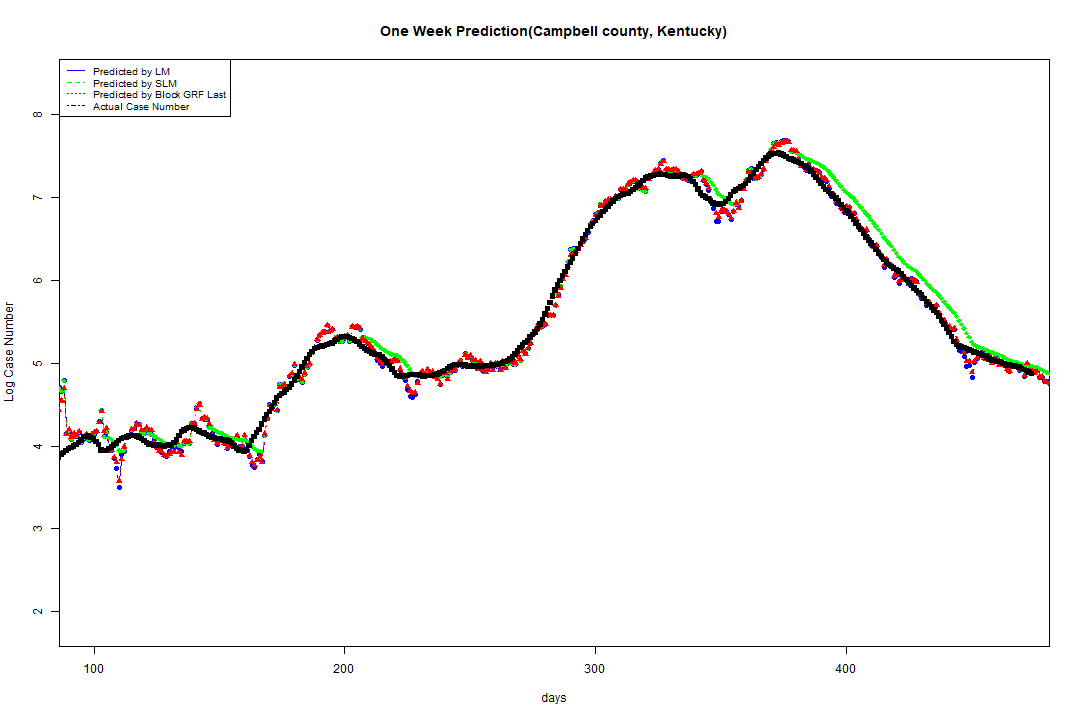 One Week Prediction(Campbell county, Kentucky)
Predicted by LM
Predicted by SLM
Predicted by Block GRF Last
Actual Case Number
8
7
6
5
4
3
2
Log Case Number
100 200 300 400
days